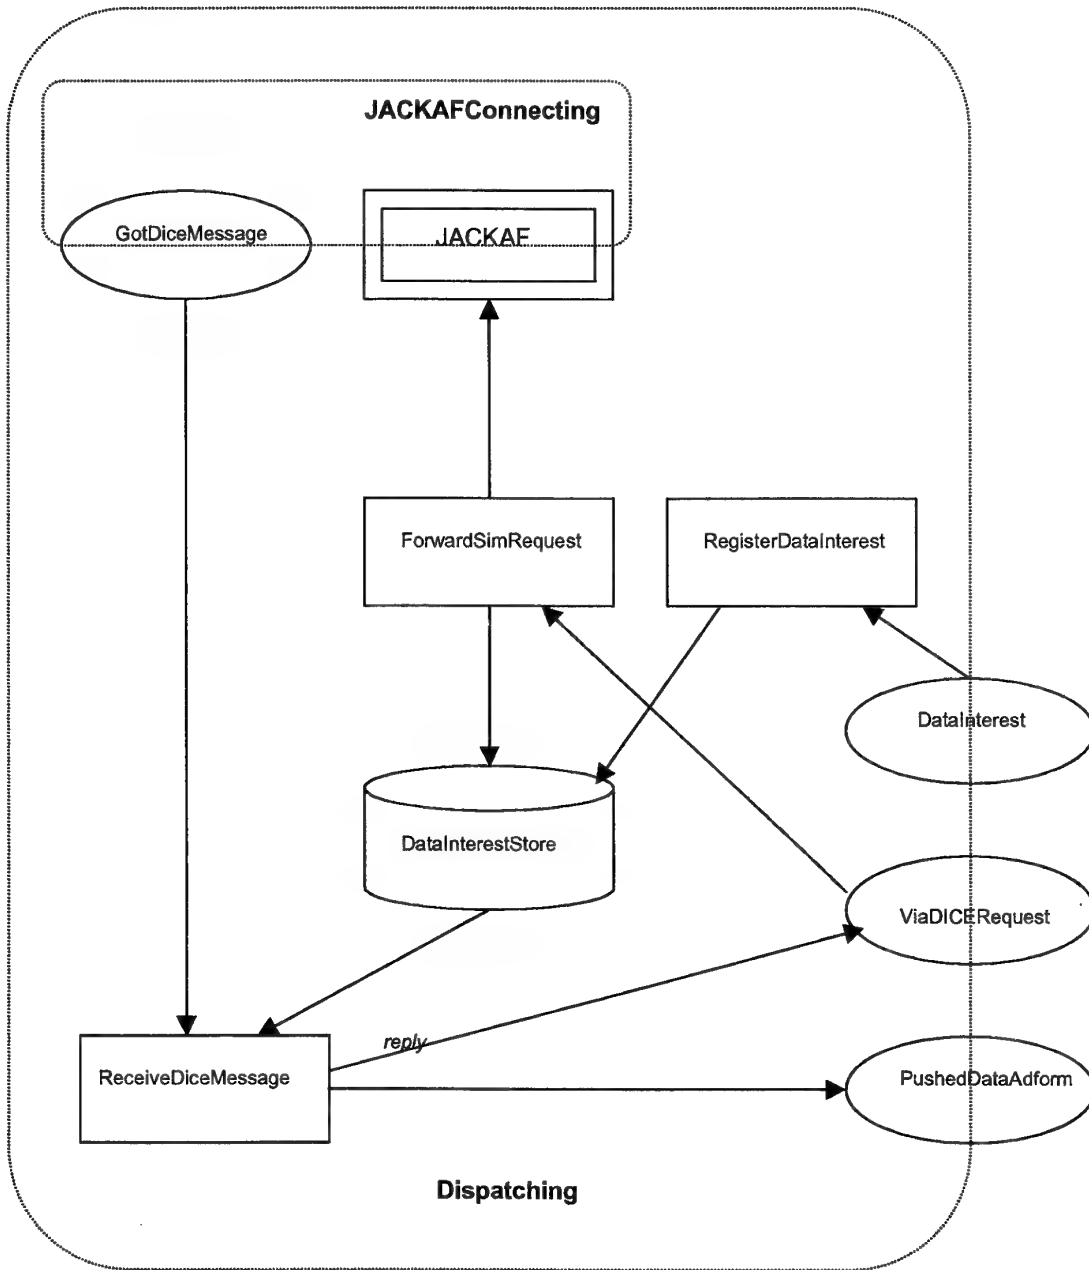 JACKAFConnecting
GotDiceMessage
JACKAF
ForwardSimRequest
RegisterDataInterest
DataInterest
DataInterestStore
ViaDICERequest
reply
ReceiveDiceMessage
PushedDataAdform
Dispatching